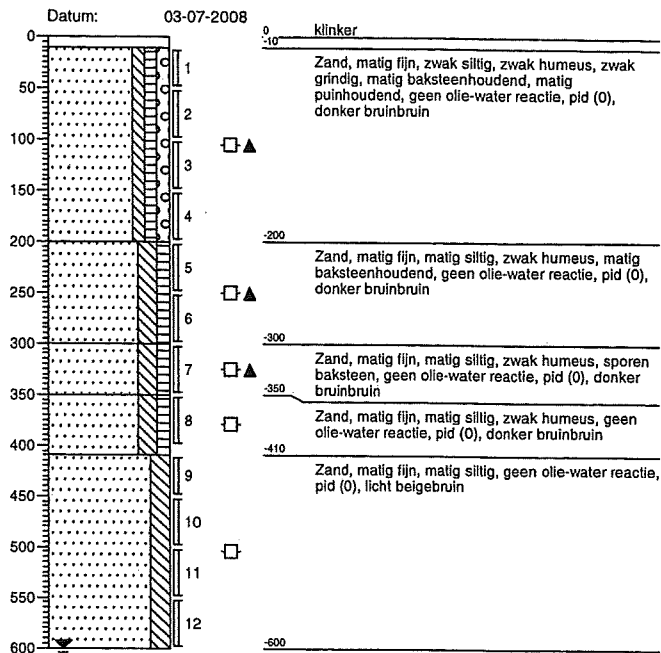 Datum: 03-07-2008
0
50
100
150
200
250
300
350
400
450
500
550
600
1
2
3
4
5
6
7
8
9
10
11
12
0
klinker
-10
Zand, matig fijn, zwak siltig, zwak humeus, zwak
grindig, matig baksteenhoudend, matig
puinhoudend, geen olie-water reactie, pid (0),
donker bruinbruin
-200
Zand, matig fijn, matig siltig, zwak humeus, matig
baksteenhoudend, geen olie-water reactie, pid (0),
donker bruinbruin
-300
Zand, matig fijn, matig siltig, zwak humeus, sporen
baksteen, geen olie-water reactie, pid (0), donker
bruinbruin
-350
Zand, matig fijn, matig siltig, zwak humeus, geen
olie-water reactie, pid (0), donker bruinbruin
-410
Zand, matig fijn, matig siltig, geen olie-water reactie,
pid (0), licht beigebruin
-600